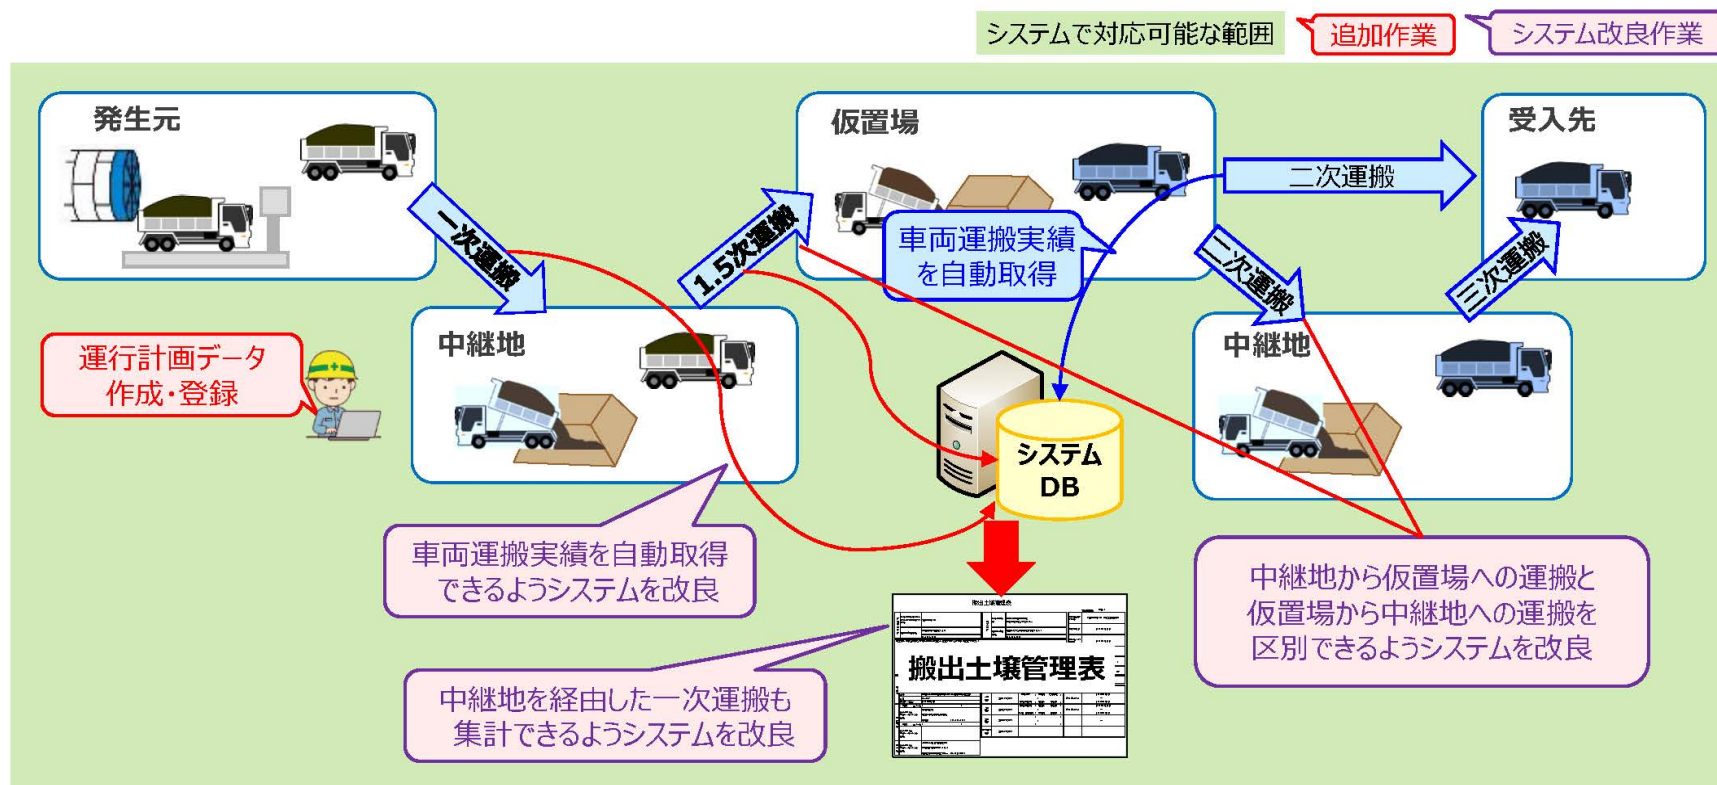 システムで対応可能な範囲
追加作業
システム改良作業
発生元
仮置場
受入先
一次運搬
1.5次運搬
二次運搬
車両運搬実績
を自動取得
二次運搬
三次運搬
中継地
中継地
運行計画データ
作成・登録
システム
DB
車両運搬実績を自動取得
できるようシステムを改良
中継地から仮置場への運搬と
仮置場から中継地への運搬を
区別できるようシステムを改良
搬出土壌管理表
搬出土壌管理表
中継地を経由した一次運搬も
集計できるようシステムを改良